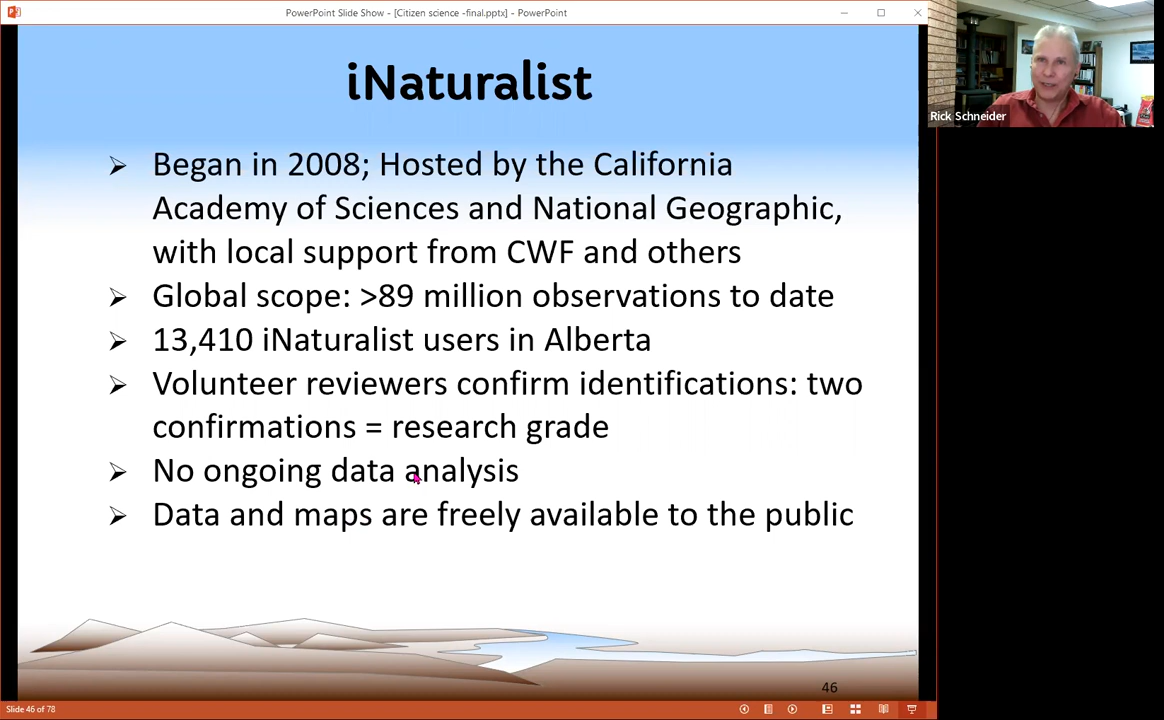 PowerPoint Slide Show - [Citizen science -final.pptx] - PowerPoint
iNaturalist
Began in 2008; Hosted by the California
Academy of Sciences and National Geographic,
with local support from CWF and others
Global scope: >89 million observations to date
13,410 iNaturalist users in Alberta
Volunteer reviewers confirm identifications: two
confirmations = research grade
No ongoing data analysis
Data and maps are freely available to the public
46
Slide 46 of 78
Rick Schneider